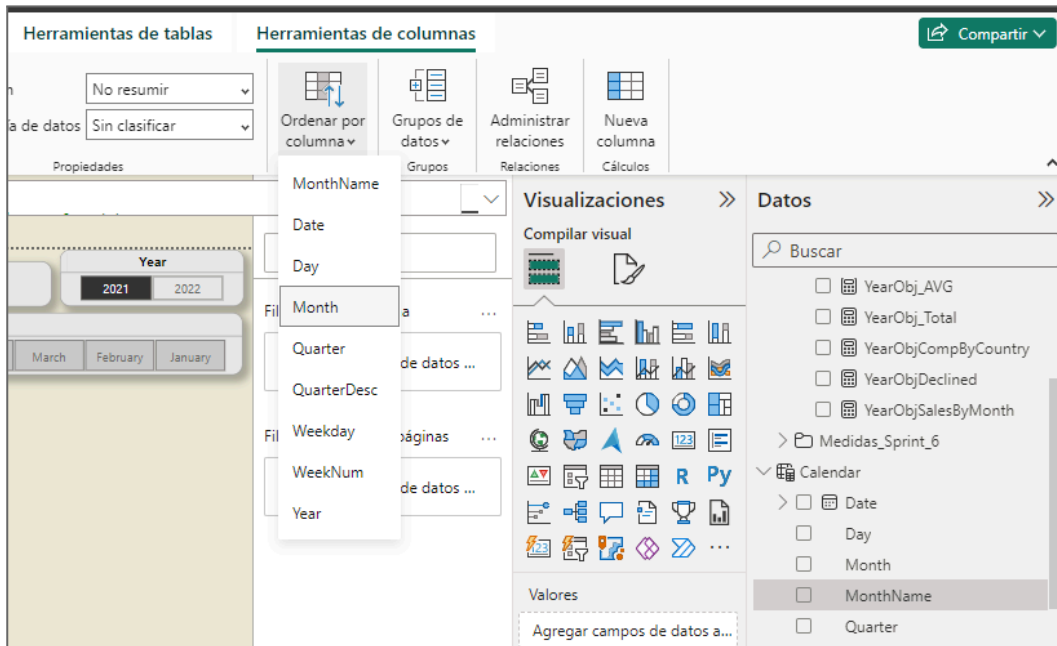 Herramientas de tablas
Herramientas de columnas
Compartir
No resumir
a de datos
Sin clasificar
Propiedades
Ordenar por
columna
Grupos de
datos
Grupos
Administrar
relaciones
Relaciones
Nueva
columna
Cálculos
MonthName
Date
Day
Month
Quarter
QuarterDesc
Weekday
WeekNum
Year
Year
2021
2022
March
February
January
Fil
a
...
de datos ...
Fil
páginas
...
de datos ...
Visualizaciones
Compilar visual
123
R
Py
123
...
Valores
Agregar campos de datos a...
Datos
Buscar
YearObj_AVG
YearObj_Total
YearObjCompByCountry
YearObjDeclined
YearObjSalesByMonth
Medidas_Sprint_6
Calendar
Date
Day
Month
MonthName
Quarter